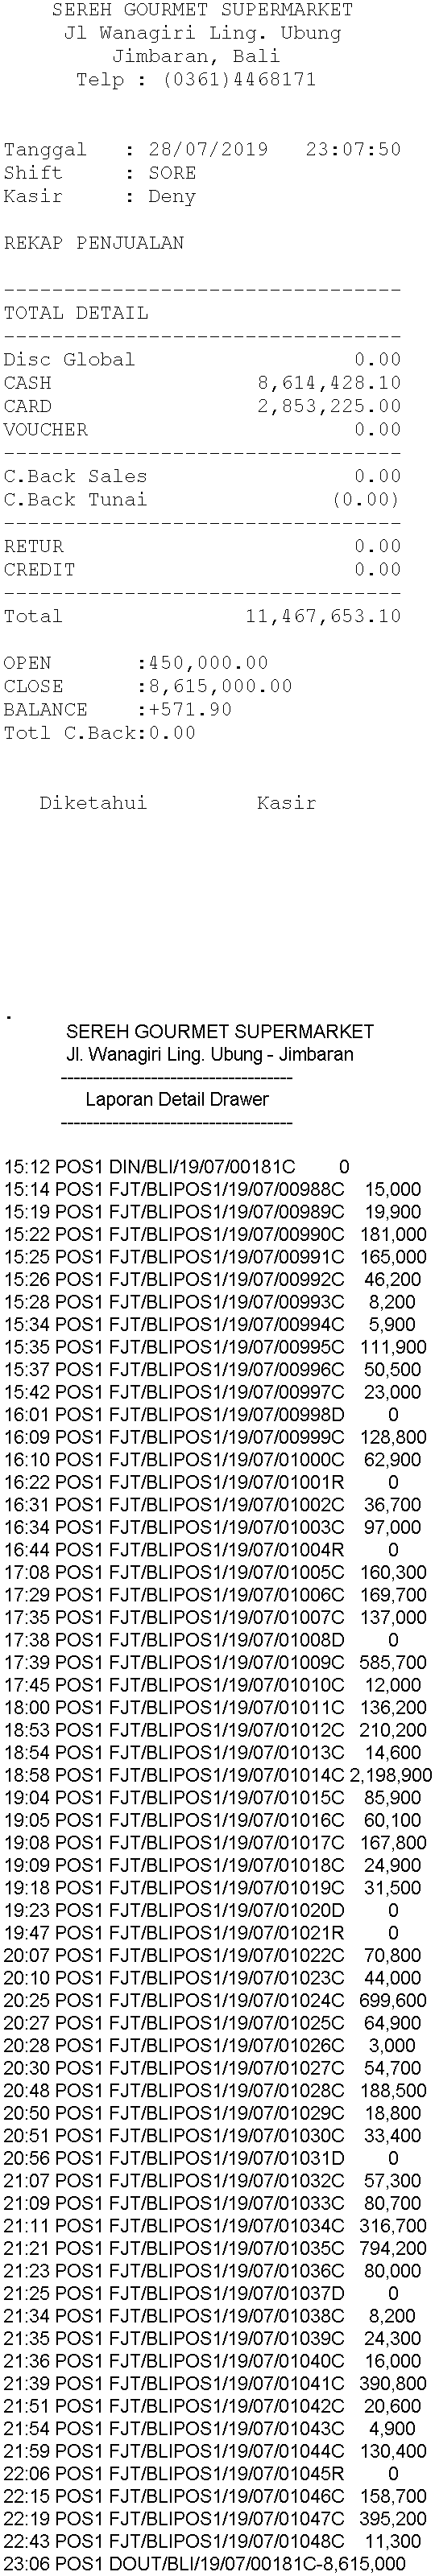 SEREH GOURMET SUPERMARKET
Jl Wanagiri Ling. Ubung
Jimbaran, Bali
Telp : (0361)4468171
Tanggal : 28/07/2019 23:07:50
Shift : SORE
Kasir : Deny
REKAP PENJUALAN
---------------------------------
TOTAL DETAIL
---------------------------------
Disc Global 0.00
CASH 8,614,428.10
CARD 2,853,225.00
VOUCHER 0.00
---------------------------------
C.Back Sales 0.00
C.Back Tunai (0.00)
---------------------------------
RETUR 0.00
CREDIT 0.00
---------------------------------
Total 11,467,653.10
OPEN :450,000.00
CLOSE :8,615,000.00
BALANCE :+571.90
Totl C.Back:0.00
Diketahui Kasir
.
SEREH GOURMET SUPERMARKET
Jl. Wanagiri Ling. Ubung - Jimbaran
------------------------------------
Laporan Detail Drawer
------------------------------------
15:12 POS1 DIN/BLI/19/07/00181C 0
15:14 POS1 FJT/BLIPOS1/19/07/00988C 15,000
15:19 POS1 FJT/BLIPOS1/19/07/00989C 19,900
15:22 POS1 FJT/BLIPOS1/19/07/00990C 181,000
15:25 POS1 FJT/BLIPOS1/19/07/00991C 165,000
15:26 POS1 FJT/BLIPOS1/19/07/00992C 46,200
15:28 POS1 FJT/BLIPOS1/19/07/00993C 8,200
15:34 POS1 FJT/BLIPOS1/19/07/00994C 5,900
15:35 POS1 FJT/BLIPOS1/19/07/00995C 111,900
15:37 POS1 FJT/BLIPOS1/19/07/00996C 50,500
15:42 POS1 FJT/BLIPOS1/19/07/00997C 23,000
16:01 POS1 FJT/BLIPOS1/19/07/00998D 0
16:09 POS1 FJT/BLIPOS1/19/07/00999C 128,800
16:10 POS1 FJT/BLIPOS1/19/07/01000C 62,900
16:22 POS1 FJT/BLIPOS1/19/07/01001R 0
16:31 POS1 FJT/BLIPOS1/19/07/01002C 36,700
16:34 POS1 FJT/BLIPOS1/19/07/01003C 97,000
16:44 POS1 FJT/BLIPOS1/19/07/01004R 0
17:08 POS1 FJT/BLIPOS1/19/07/01005C 160,300
17:29 POS1 FJT/BLIPOS1/19/07/01006C 169,700
17:35 POS1 FJT/BLIPOS1/19/07/01007C 137,000
17:38 POS1 FJT/BLIPOS1/19/07/01008D 0
17:39 POS1 FJT/BLIPOS1/19/07/01009C 585,700
17:45 POS1 FJT/BLIPOS1/19/07/01010C 12,000
18:00 POS1 FJT/BLIPOS1/19/07/01011C 136,200
18:53 POS1 FJT/BLIPOS1/19/07/01012C 210,200
18:54 POS1 FJT/BLIPOS1/19/07/01013C 14,600
18:58 POS1 FJT/BLIPOS1/19/07/01014C 2,198,900
19:04 POS1 FJT/BLIPOS1/19/07/01015C 85,900
19:05 POS1 FJT/BLIPOS1/19/07/01016C 60,100
19:08 POS1 FJT/BLIPOS1/19/07/01017C 167,800
19:09 POS1 FJT/BLIPOS1/19/07/01018C 24,900
19:18 POS1 FJT/BLIPOS1/19/07/01019C 31,500
19:23 POS1 FJT/BLIPOS1/19/07/01020D 0
19:47 POS1 FJT/BLIPOS1/19/07/01021R 0
20:07 POS1 FJT/BLIPOS1/19/07/01022C 70,800
20:10 POS1 FJT/BLIPOS1/19/07/01023C 44,000
20:25 POS1 FJT/BLIPOS1/19/07/01024C 699,600
20:27 POS1 FJT/BLIPOS1/19/07/01025C 64,900
20:28 POS1 FJT/BLIPOS1/19/07/01026C 3,000
20:30 POS1 FJT/BLIPOS1/19/07/01027C 54,700
20:48 POS1 FJT/BLIPOS1/19/07/01028C 188,500
20:50 POS1 FJT/BLIPOS1/19/07/01029C 18,800
20:51 POS1 FJT/BLIPOS1/19/07/01030C 33,400
20:56 POS1 FJT/BLIPOS1/19/07/01031D 0
21:07 POS1 FJT/BLIPOS1/19/07/01032C 57,300
21:09 POS1 FJT/BLIPOS1/19/07/01033C 80,700
21:11 POS1 FJT/BLIPOS1/19/07/01034C 316,700
21:21 POS1 FJT/BLIPOS1/19/07/01035C 794,200
21:23 POS1 FJT/BLIPOS1/19/07/01036C 80,000
21:25 POS1 FJT/BLIPOS1/19/07/01037D 0
21:34 POS1 FJT/BLIPOS1/19/07/01038C 8,200
21:35 POS1 FJT/BLIPOS1/19/07/01039C 24,300
21:36 POS1 FJT/BLIPOS1/19/07/01040C 16,000
21:39 POS1 FJT/BLIPOS1/19/07/01041C 390,800
21:51 POS1 FJT/BLIPOS1/19/07/01042C 20,600
21:54 POS1 FJT/BLIPOS1/19/07/01043C 4,900
21:59 POS1 FJT/BLIPOS1/19/07/01044C 130,400
22:06 POS1 FJT/BLIPOS1/19/07/01045R 0
22:15 POS1 FJT/BLIPOS1/19/07/01046C 158,700
22:19 POS1 FJT/BLIPOS1/19/07/01047C 395,200
22:43 POS1 FJT/BLIPOS1/19/07/01048C 11,300
23:06 POS1 DOUT/BLI/19/07/00181C-8,615,000